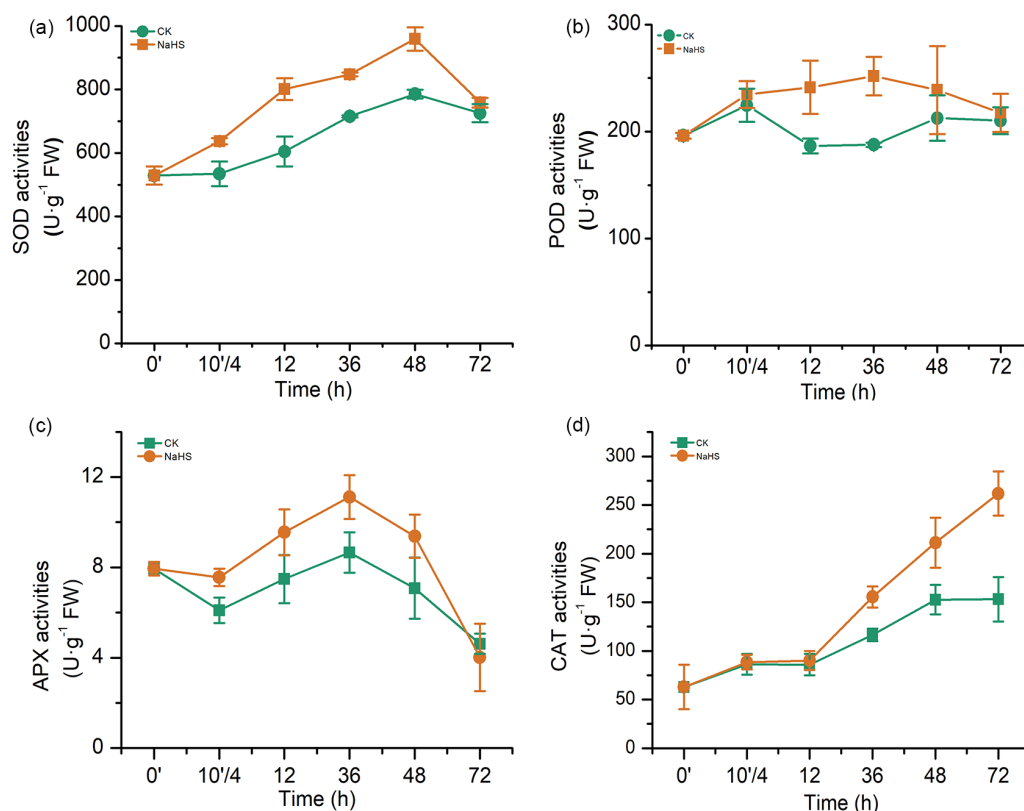 (a)
CK
NaHS
1000
800
600
400
200
0
SOD activities
(U·g⁻¹ FW)
0' 10'/4 12 36 48 72
Time (h)
(b)
CK
NaHS
300
200
100
0
POD activities
(U·g⁻¹ FW)
0' 10'/4 12 36 48 72
Time (h)
(c)
CK
NaHS
12
8
4
0
APX activities
(U·g⁻¹ FW)
0' 10'/4 12 36 48 72
Time (h)
(d)
CK
NaHS
300
250
200
150
100
50
0
CAT activities
(U·g⁻¹ FW)
0' 10'/4 12 36 48 72
Time (h)